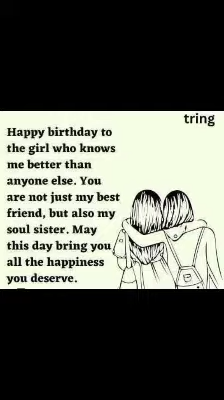 tring
Happy birthday to
the girl who knows
me better than
anyone else. You
are not just my best
friend, but also my
soul sister. May
this day bring you
all the happiness
you deserve.